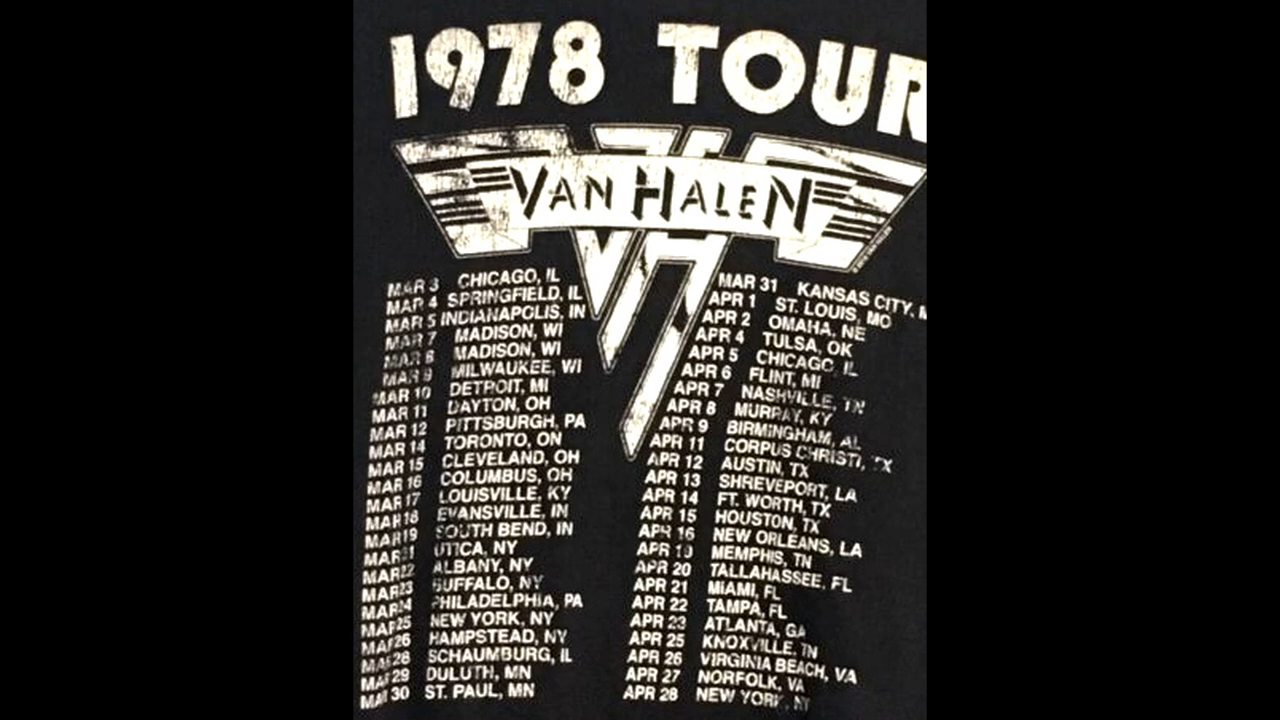 1978 TOUR
VAN HALEN
MAR 3 CHICAGO, IL
MAR 4 SPRINGFIELD, IL
MAR 5 INDIANAPOLIS, IN
MAR 7 MADISON, WI
MAR 8 MADISON, WI
MAR 9 MILWAUKEE, WI
MAR 10 DETROIT, MI
MAR 11 DAYTON, OH
MAR 12 PITTSBURGH, PA
MAR 14 TORONTO, ON
MAR 15 CLEVELAND, OH
MAR 16 COLUMBUS, OH
MAR 17 LOUISVILLE, KY
MAR 18 EVANSVILLE, IN
MAR 19 SOUTH BEND, IN
MAR 21 UTICA, NY
MAR 22 ALBANY, NY
MAR 23 BUFFALO, NY
MAR 24 PHILADELPHIA, PA
MAR 25 NEW YORK, NY
MAR 26 HAMPSTEAD, NY
MAR 28 SCHAUMBURG, IL
MAR 29 DULUTH, MN
MAR 30 ST. PAUL, MN
MAR 31 KANSAS CITY,
APR 1 ST. LOUIS, MO
APR 2 OMAHA, NE
APR 4 TULSA, OK
APR 5 CHICAGO, IL
APR 6 FLINT, MI
APR 7 NASHVILLE, TN
APR 8 MURRAY, KY
APR 9 BIRMINGHAM, AL
APR 11 CORPUS CHRISTI, TX
APR 12 AUSTIN, TX
APR 13 SHREVEPORT, LA
APR 14 FT. WORTH, TX
APR 15 HOUSTON, TX
APR 16 NEW ORLEANS, LA
APR 19 MEMPHIS, TN
APR 20 TALLAHASSEE, FL
APR 21 MIAMI, FL
APR 22 TAMPA, FL
APR 23 ATLANTA, GA
APR 25 KNOXVILLE, TN
APR 26 VIRGINIA BEACH, VA
APR 27 NORFOLK, VA
APR 28 NEW YORK, NY